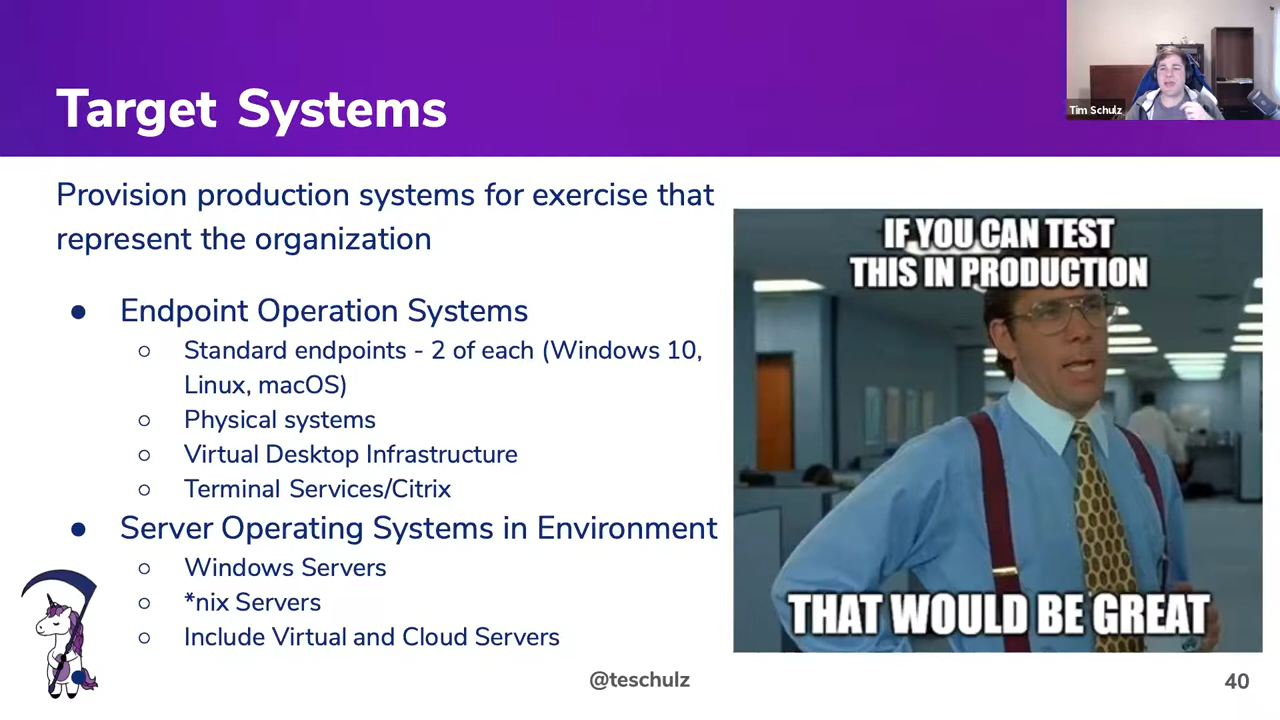 Target Systems
Tim Schulz
Provision production systems for exercise that
represent the organization
● Endpoint Operation Systems
○ Standard endpoints - 2 of each (Windows 10,
Linux, macOS)
○ Physical systems
○ Virtual Desktop Infrastructure
○ Terminal Services/Citrix
● Server Operating Systems in Environment
○ Windows Servers
○ *nix Servers
○ Include Virtual and Cloud Servers
IF YOU CAN TEST
THIS IN PRODUCTION
THAT WOULD BE GREAT
@teschulz
40